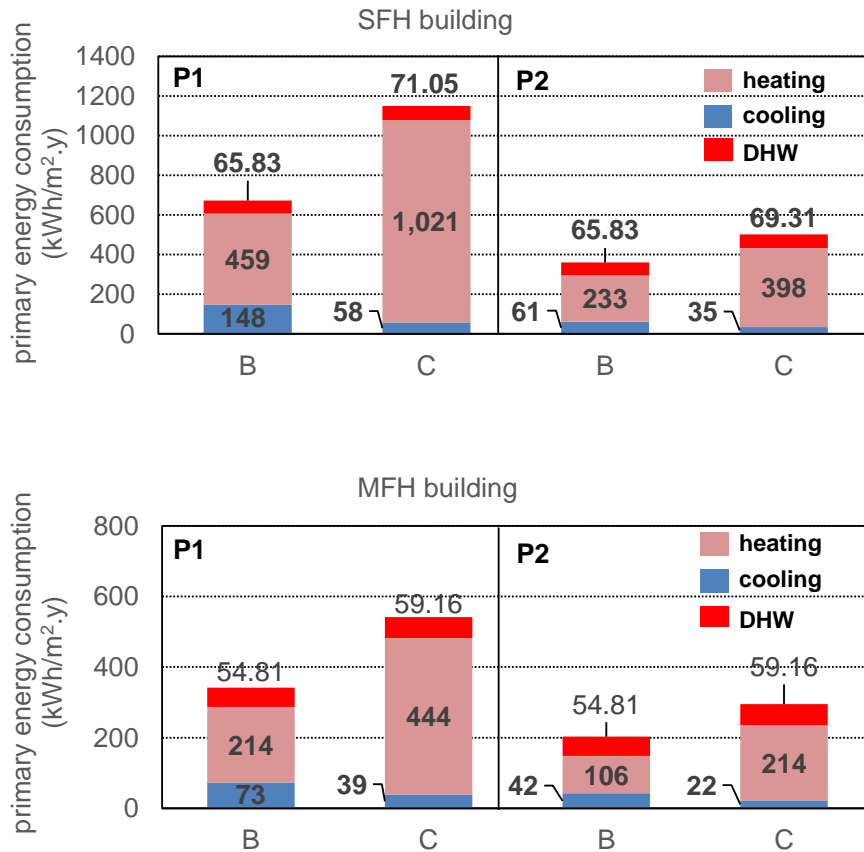 SFH building
primary energy consumption
(kWh/m².y)
1400
1200
1000
800
600
400
200
0
P1
P2
71.05
65.83
65.83
69.31
heating
cooling
DHW
459
1,021
233
398
148
58
61
35
B
C
B
C
MFH building
primary energy consumption
(kWh/m².y)
800
600
400
200
0
P1
P2
heating
cooling
DHW
54.81
59.16
54.81
59.16
214
444
106
214
73
39
42
22
B
C
B
C